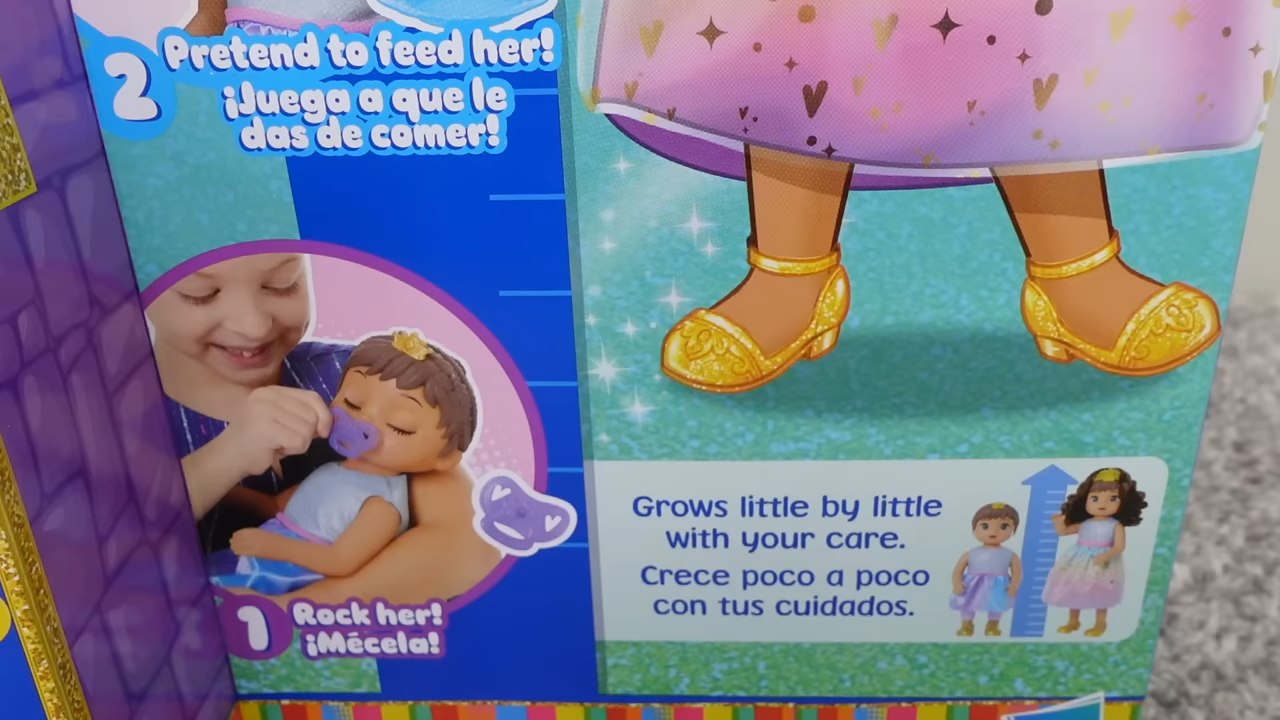 2
Pretend to feed her!
¡Juega a que le
das de comer!
1
Rock her!
¡Mécela!
Grows little by little
with your care.
Crece poco a poco
con tus cuidados.